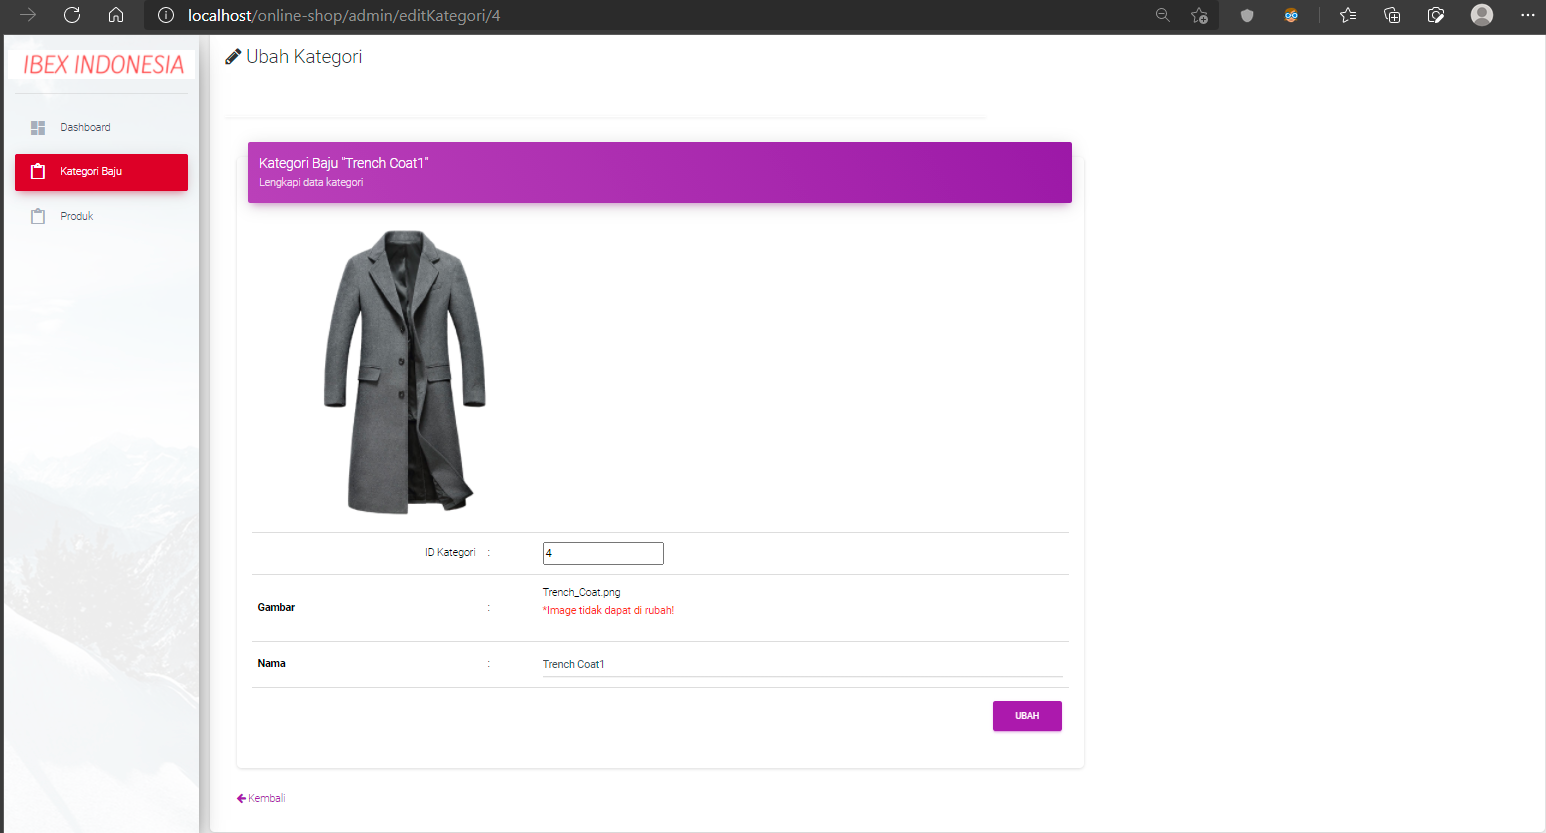 localhost/online-shop/admin/editKategori/4
IBEX INDONESIA
Dashboard
Kategori Baju
Produk
Ubah Kategori
Kategori Baju "Trench Coat1"
Lengkapi data kategori
ID Kategori : 4
Gambar : Trench_Coat.png
*Image tidak dapat di rubah!
Nama : Trench Coat1
UBAH
Kembali